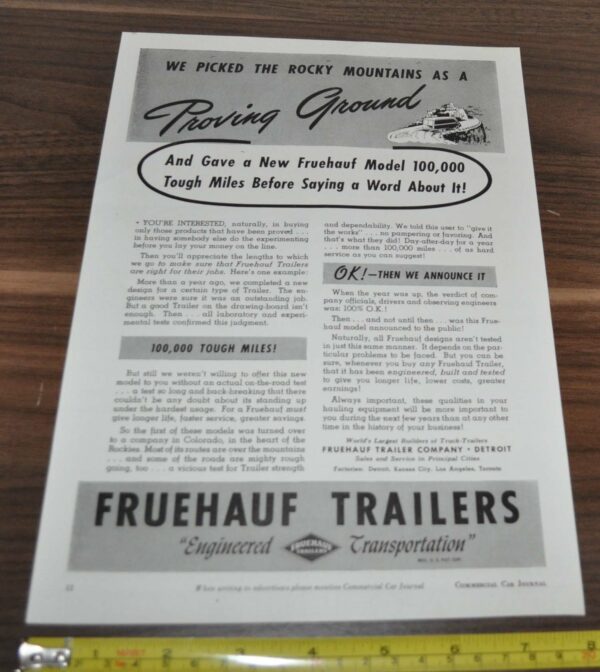 WE PICKED THE ROCKY MOUNTAINS AS A
Proving Ground
And Gave a New Fruehauf Model 100,000
Tough Miles Before Saying a Word About It!
• YOU'RE INTERESTED, naturally, in buying
only those products that have been proved . . .
in having somebody else do the experimenting
before you lay your money on the line.
Then you'll appreciate the lengths to which
we go to make sure that Fruehauf Trailers
are right for their jobs. Here's one example:
More than a year ago, we completed a new
design for a certain type of Trailer. The en-
gineers were sure it was an outstanding job.
But a good Trailer on the drawing-board isn't
enough. Then . . . all laboratory and experi-
mental tests confirmed this judgment.
100,000 TOUGH MILES!
But still we weren't willing to offer this new
model to you without an actual on-the-road test
. . . a test so long and back-breaking that there
couldn't be any doubt about its standing up
under the hardest usage. For a Fruehauf must
give longer life, faster service, greater savings.
So the first of these models was turned over
to a company in Colorado, in the heart of the
Rockies. Most of its routes are over the mountains
. . . and some of the roads are mighty rough
going, too . . . a vicious test for Trailer strength
and dependability. We told this user to "give it
the works" . . . no pampering or favoring. And
that's what they did! Day-after-day for a year
. . . more than 100,000 miles . . . of as hard
service as you can suggest!
OK!—THEN WE ANNOUNCE IT
When the year was up, the verdict of com-
pany officials, drivers and observing engineers
was: 100% O.K.!
Then . . . and not until then . . . was this Frue-
hauf model announced to the public!
Naturally, all Fruehauf designs aren't tested
in just this same manner. It depends on the par-
ticular problems to be faced. But you can be
sure, whenever you buy any Fruehauf Trailer,
that it has been engineered, built and tested
to give you longer life, lower costs, greater
earnings!
Always important, these qualities in your
hauling equipment will be more important to
you during the next few years than at any other
time in the history of your business!
World's Largest Builders of Truck-Trailers
FRUEHAUF TRAILER COMPANY • DETROIT
Sales and Service in Principal Cities
Factories: Detroit, Kansas City, Los Angeles, Toronto
FRUEHAUF TRAILERS
"Engineered FRUEHAUF TRAILERS Transportation"
REG. U. S. PAT. OFF.
When writing to advertisers please mention Commercial Car Journal
COMMERCIAL CAR JOURNAL
1 2 3 4 5 6 7 8